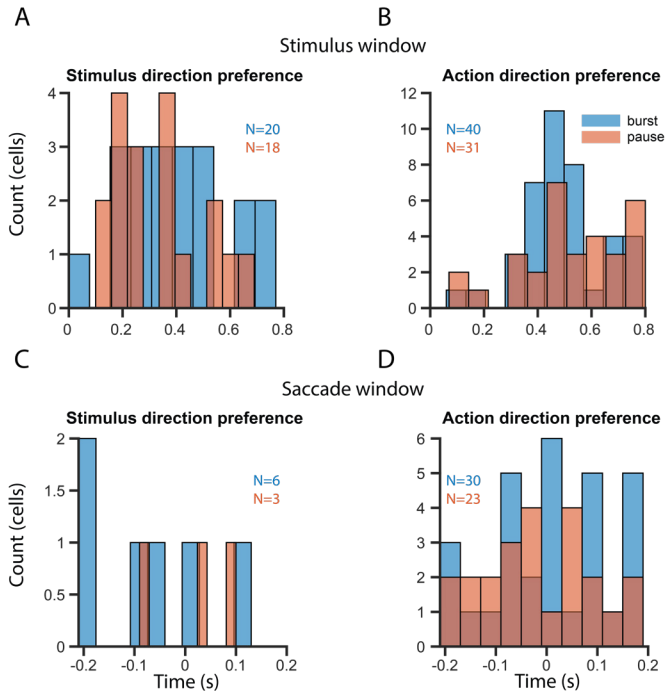 A
B
Stimulus window
Stimulus direction preference
Action direction preference
4
3
2
1
0
Count (cells)
N=20
N=18
0
0.2
0.4
0.6
0.8
12
10
8
6
4
2
0
N=40
N=31
burst
pause
0
0.2
0.4
0.6
0.8
C
D
Saccade window
Stimulus direction preference
Action direction preference
2
1.5
1
0.5
0
Count (cells)
N=6
N=3
-0.2
-0.1
0
0.1
0.2
Time (s)
6
5
4
3
2
1
0
N=30
N=23
-0.2
-0.1
0
0.1
0.2
Time (s)